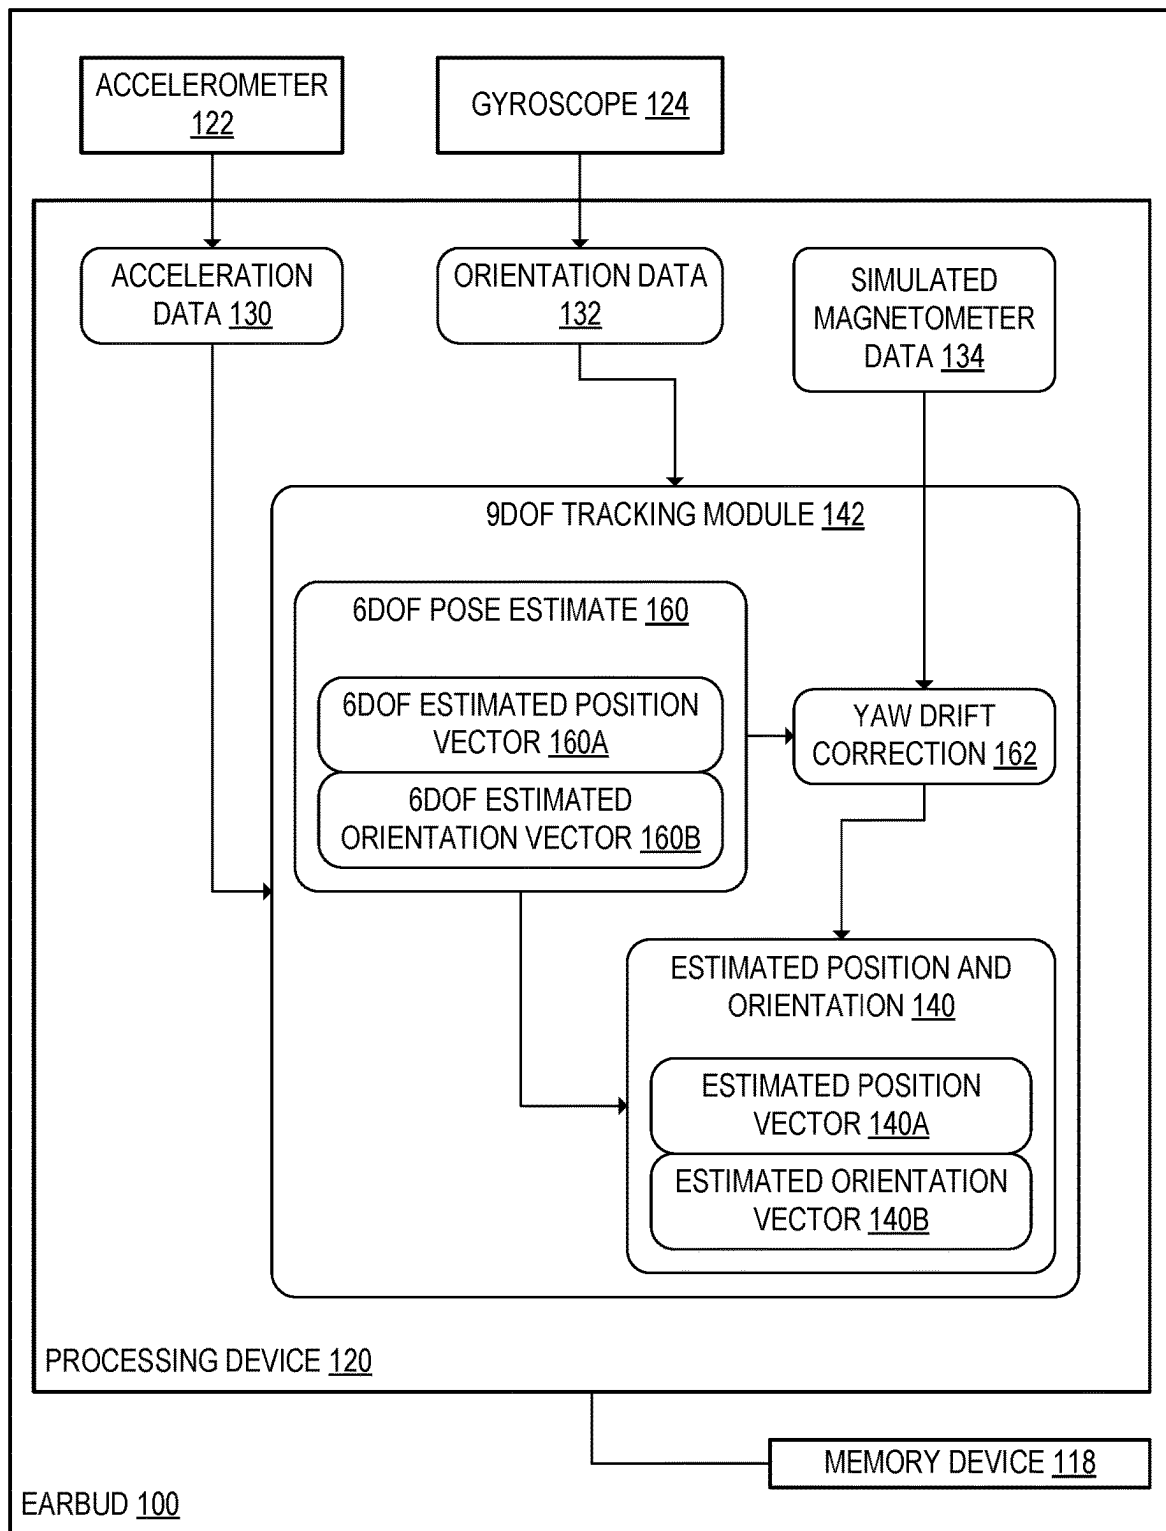 ACCELEROMETER
122
GYROSCOPE 124
ACCELERATION
DATA 130
ORIENTATION DATA
132
SIMULATED
MAGNETOMETER
DATA 134
9DOF TRACKING MODULE 142
6DOF POSE ESTIMATE 160
6DOF ESTIMATED POSITION
VECTOR 160A
6DOF ESTIMATED
ORIENTATION VECTOR 160B
YAW DRIFT
CORRECTION 162
ESTIMATED POSITION AND
ORIENTATION 140
ESTIMATED POSITION
VECTOR 140A
ESTIMATED ORIENTATION
VECTOR 140B
PROCESSING DEVICE 120
MEMORY DEVICE 118
EARBUD 100